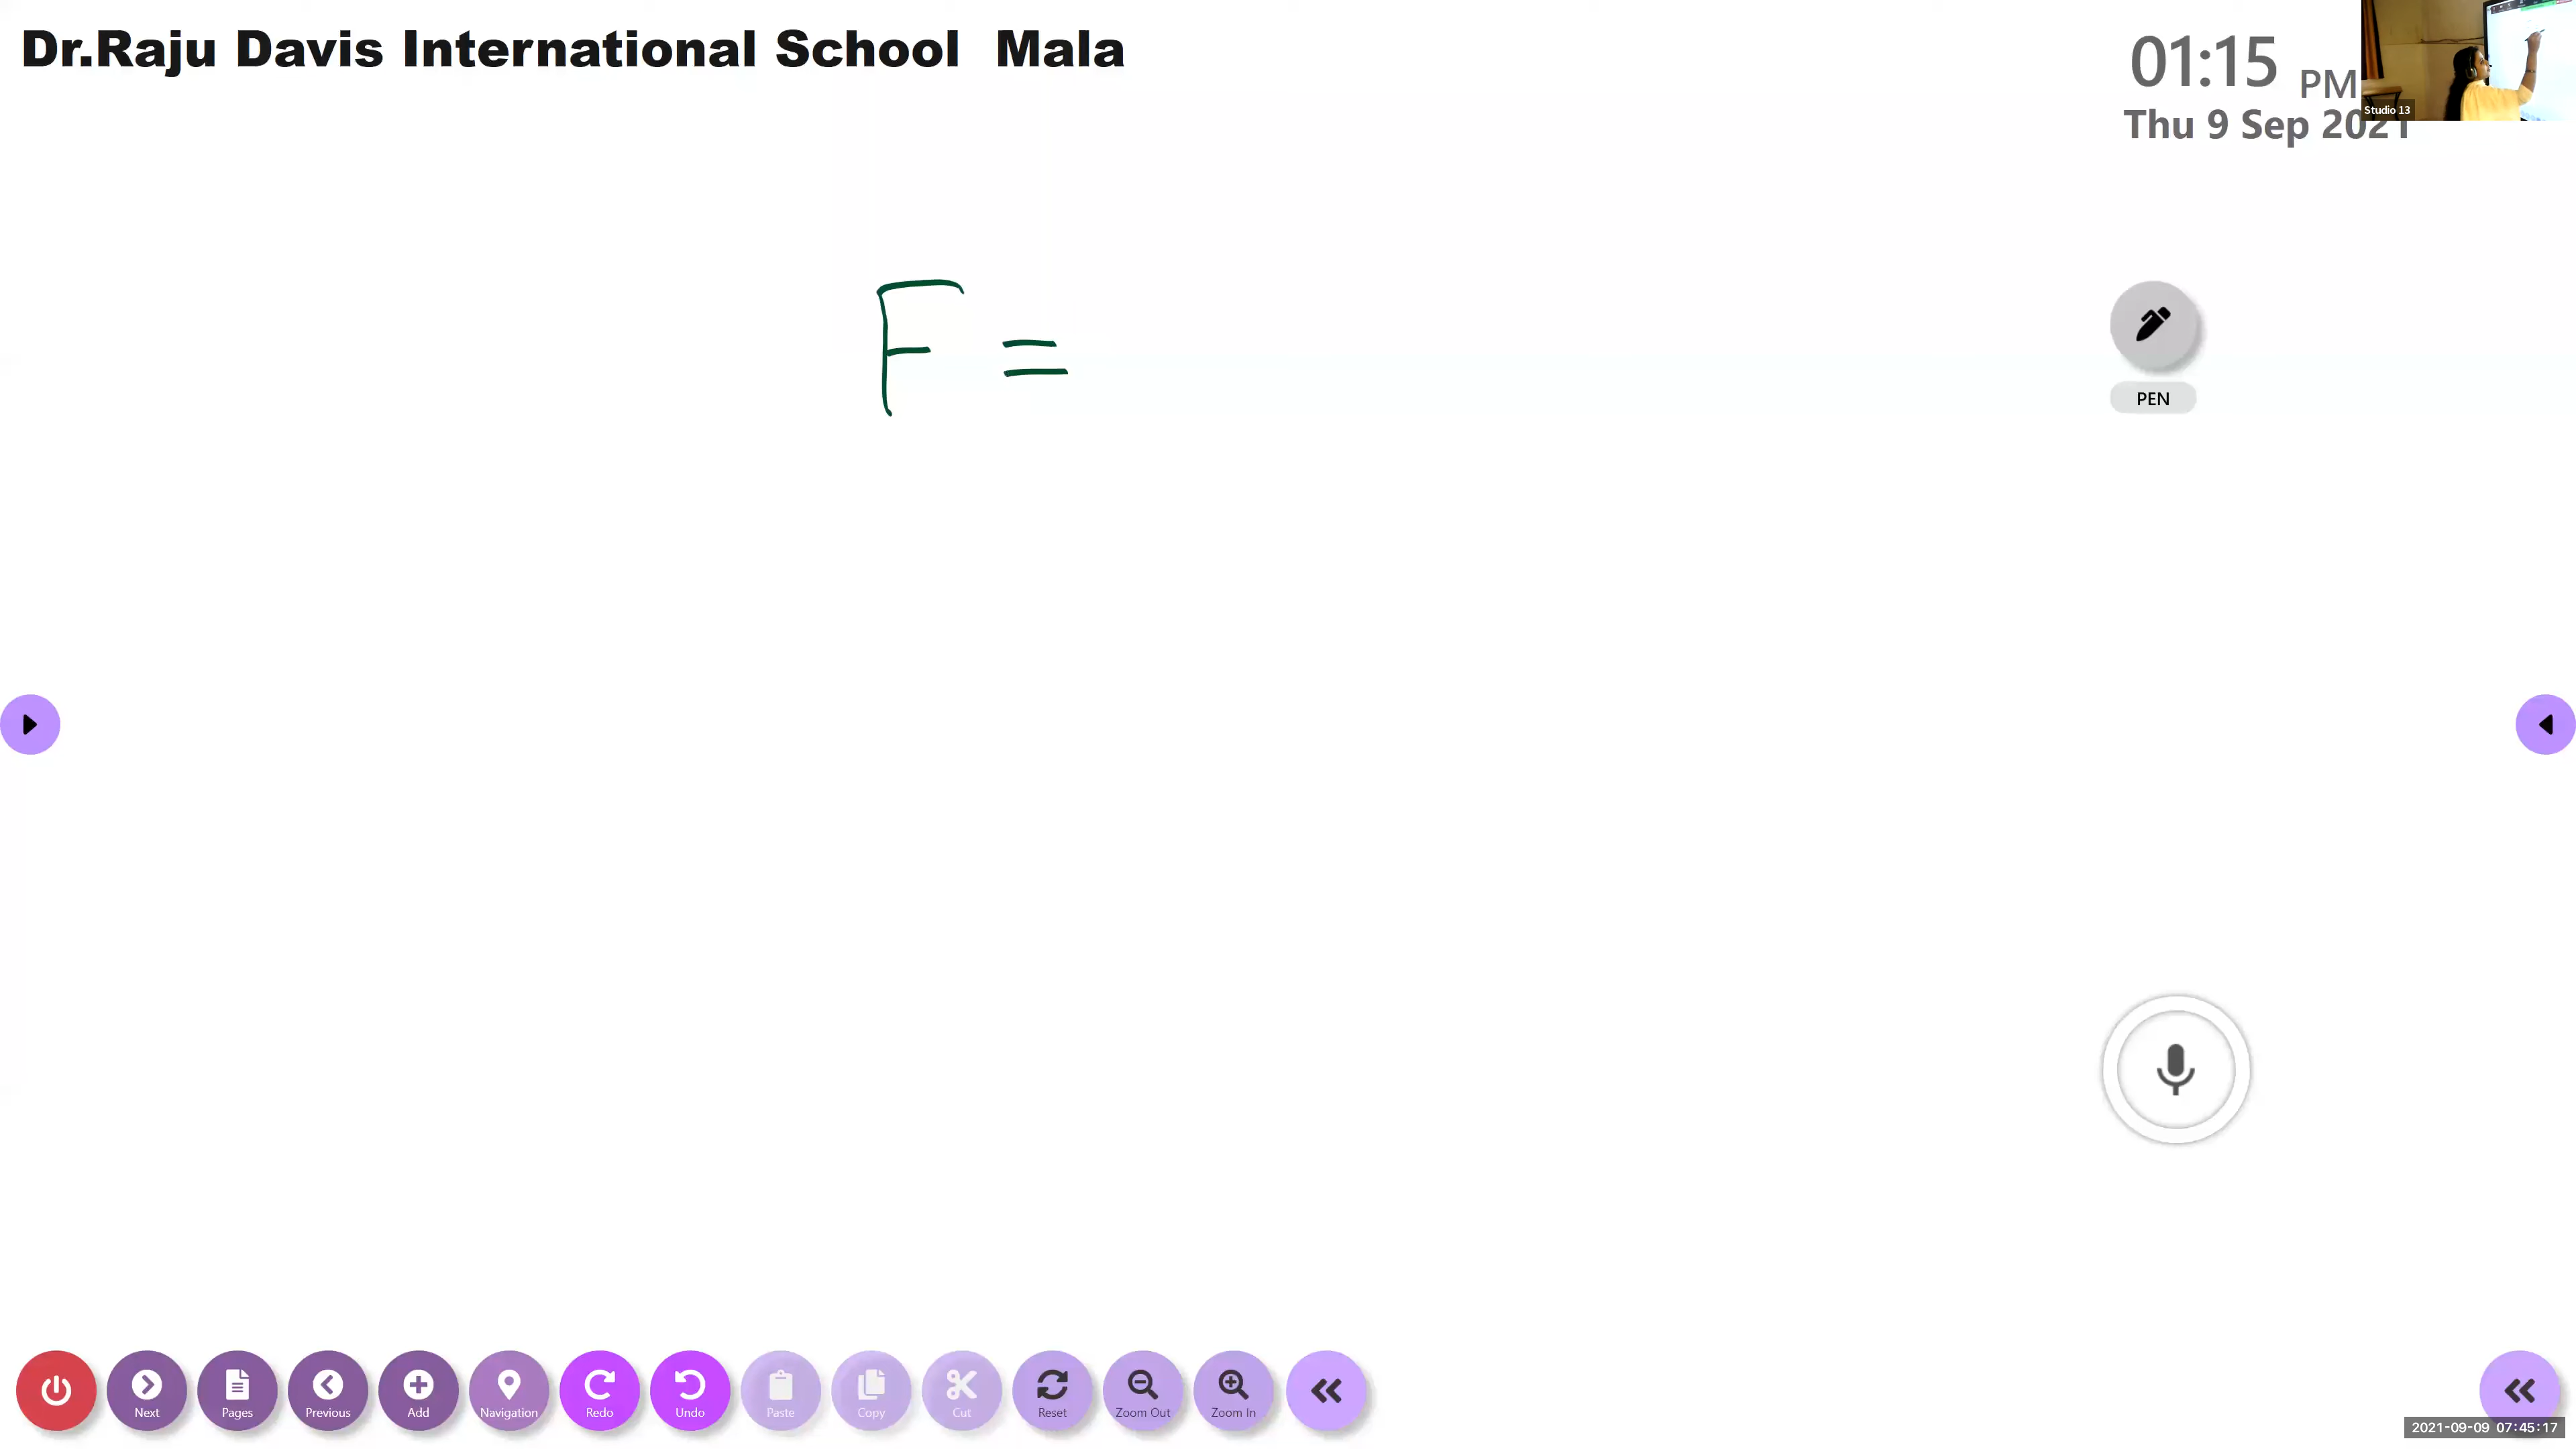 Dr.Raju Davis International School Mala
01:15 PM
Thu 9 Sep 2021
Studio 13
F =
PEN
Next
Pages
Previous
Add
Navigation
Redo
Undo
Paste
Copy
Cut
Reset
Zoom Out
Zoom In
2021-09-09 07:45:17